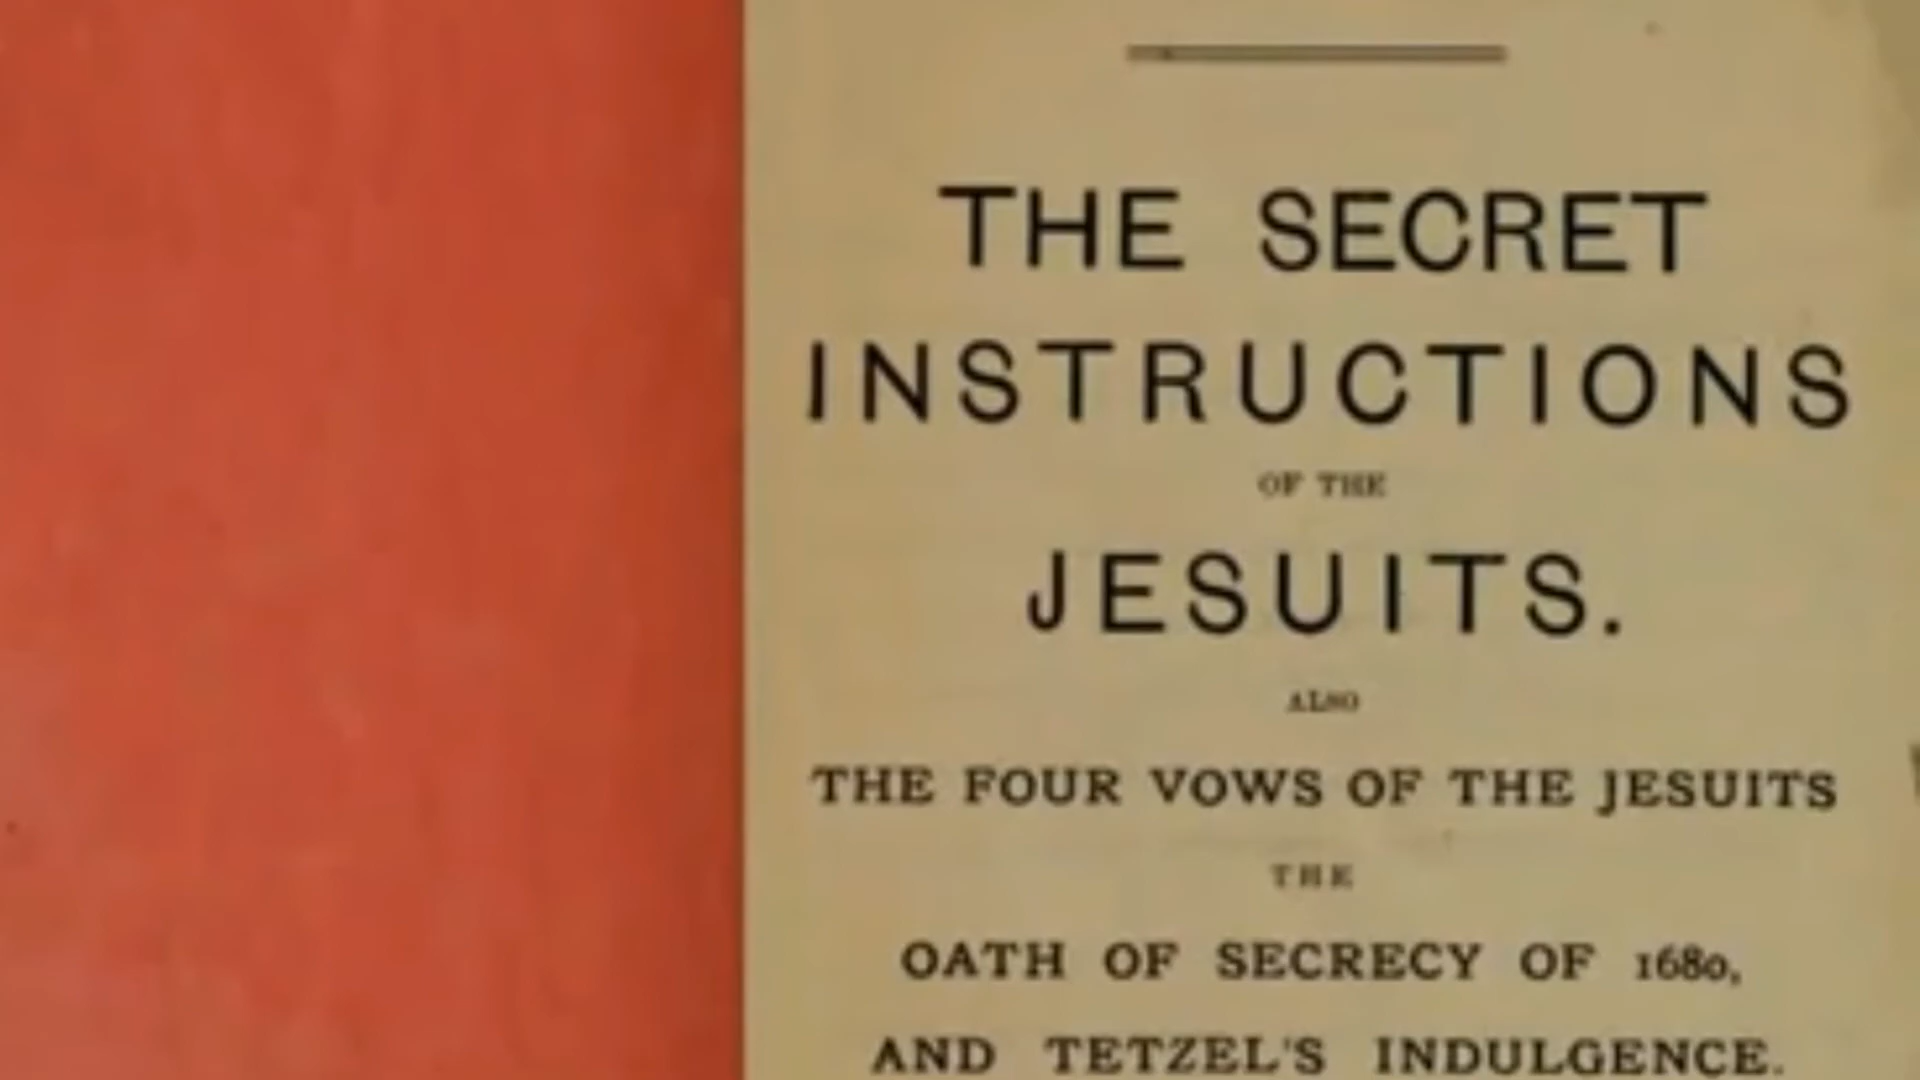 THE SECRET
INSTRUCTIONS
OF THE
JESUITS.
ALSO
THE FOUR VOWS OF THE JESUITS
THE
OATH OF SECRECY OF 1680,
AND TETZEL'S INDULGENCE.